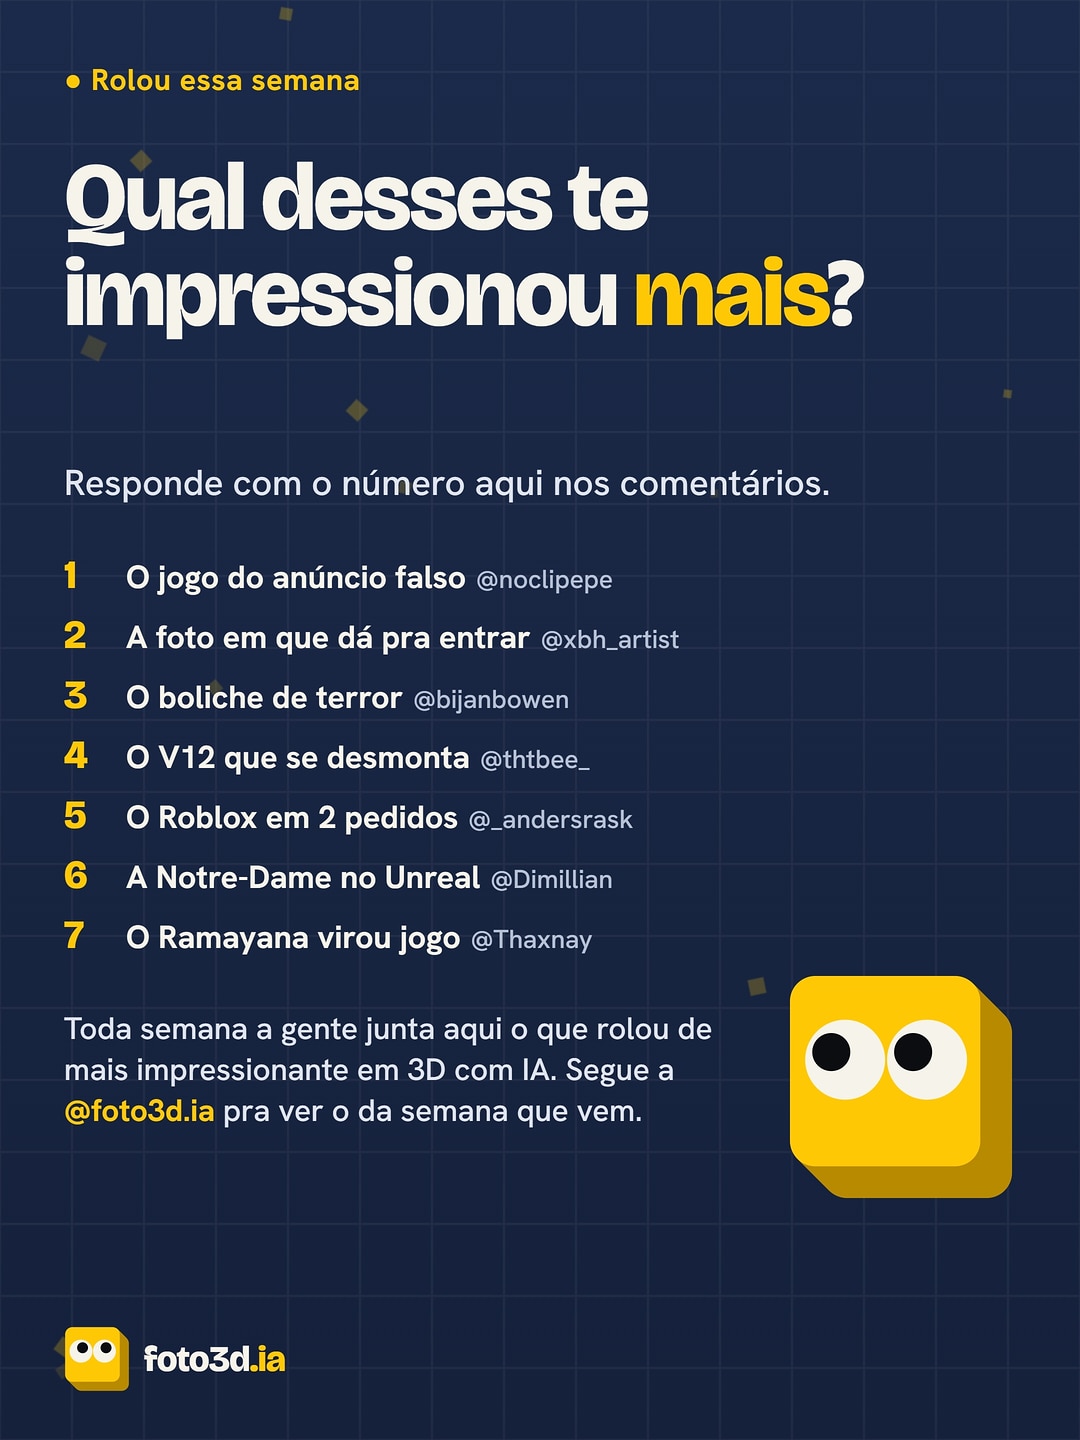 ● Rolou essa semana
Qual desses te
impressionou mais?
Responde com o número aqui nos comentários.
1 O jogo do anúncio falso @noclipepe
2 A foto em que dá pra entrar @xbh_artist
3 O boliche de terror @bijanbowen
4 O V12 que se desmonta @thtbee_
5 O Roblox em 2 pedidos @_andersrask
6 A Notre-Dame no Unreal @Dimillian
7 O Ramayana virou jogo @Thaxnay
Toda semana a gente junta aqui o que rolou de
mais impressionante em 3D com IA. Segue a
@foto3d.ia pra ver o da semana que vem.
foto3d.ia